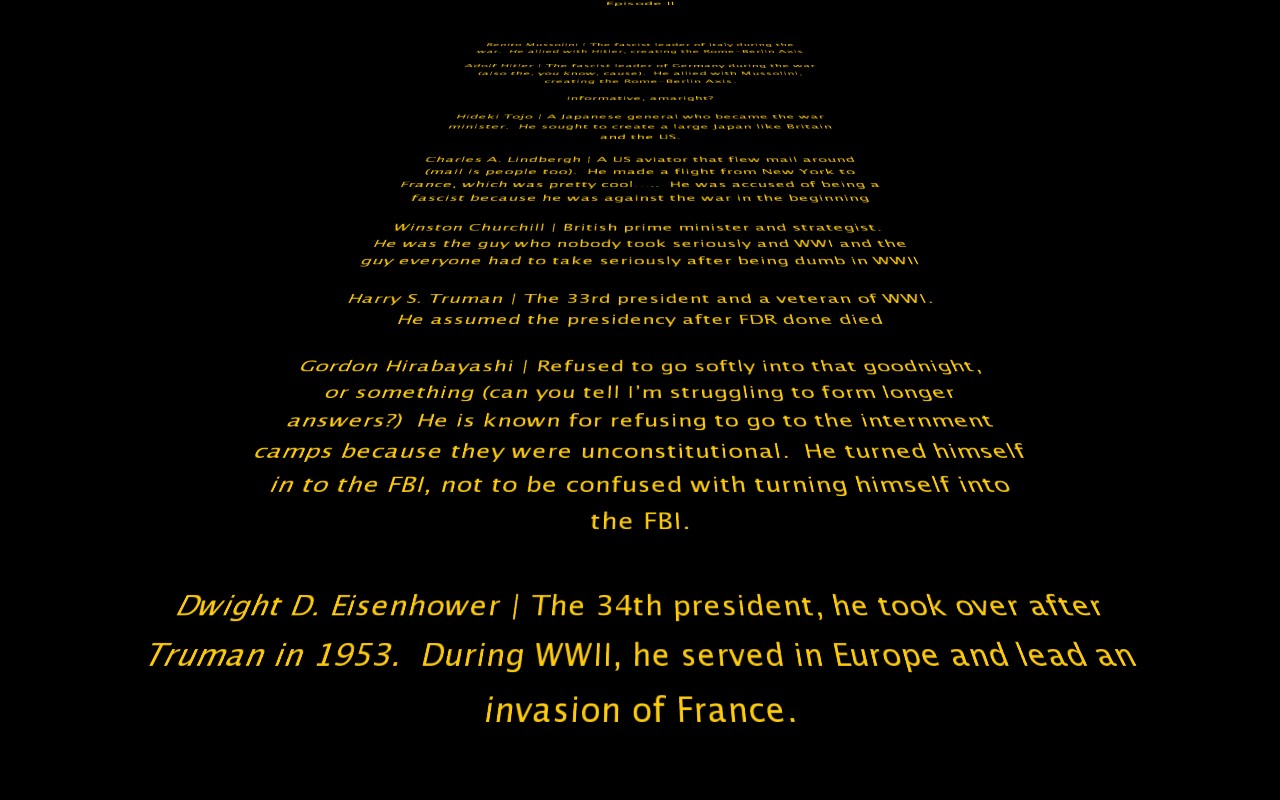 Episode II
Benito Mussolini | The fascist leader of Italy during the
war.  He allied with Hitler, creating the Rome-Berlin Axis
Adolf Hitler | The fascist leader of Germany during the war
(also the, you know, cause).  He allied with Mussolini,
creating the Rome-Berlin Axis.
informative, amaright?
Hideki Tojo | A Japanese general who became the war
minister.  He sought to create a large Japan like Britain
and the US.
Charles A. Lindbergh | A US aviator that flew mail around
(mail is people too).  He made a flight from New York to
France, which was pretty cool.....  He was accused of being a
fascist because he was against the war in the beginning
Winston Churchill | British prime minister and strategist.
He was the guy who nobody took seriously and WWI and the
guy everyone had to take seriously after being dumb in WWII
Harry S. Truman | The 33rd president and a veteran of WWI.
He assumed the presidency after FDR done died
Gordon Hirabayashi | Refused to go softly into that goodnight,
or something (can you tell I'm struggling to form longer
answers?)  He is known for refusing to go to the internment
camps because they were unconstitutional.  He turned himself
in to the FBI, not to be confused with turning himself into
the FBI.
Dwight D. Eisenhower | The 34th president, he took over after
Truman in 1953.  During WWII, he served in Europe and lead an
invasion of France.